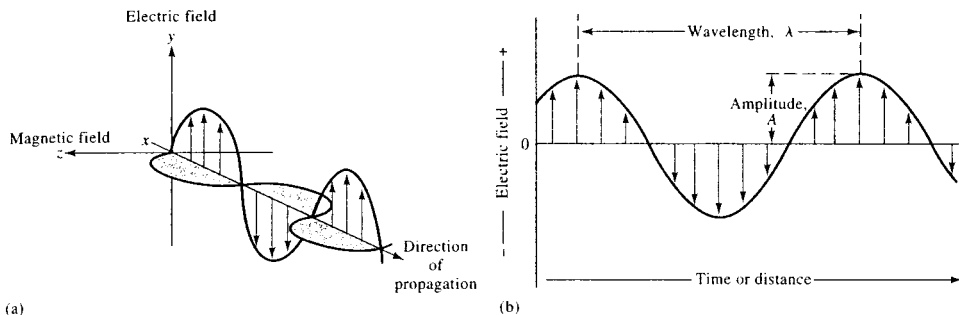 Electric field
y
Magnetic field
z
x
Direction
of
propagation
(a)
Wavelength, λ
Amplitude,
A
+
0
Electric field
−
Time or distance
(b)